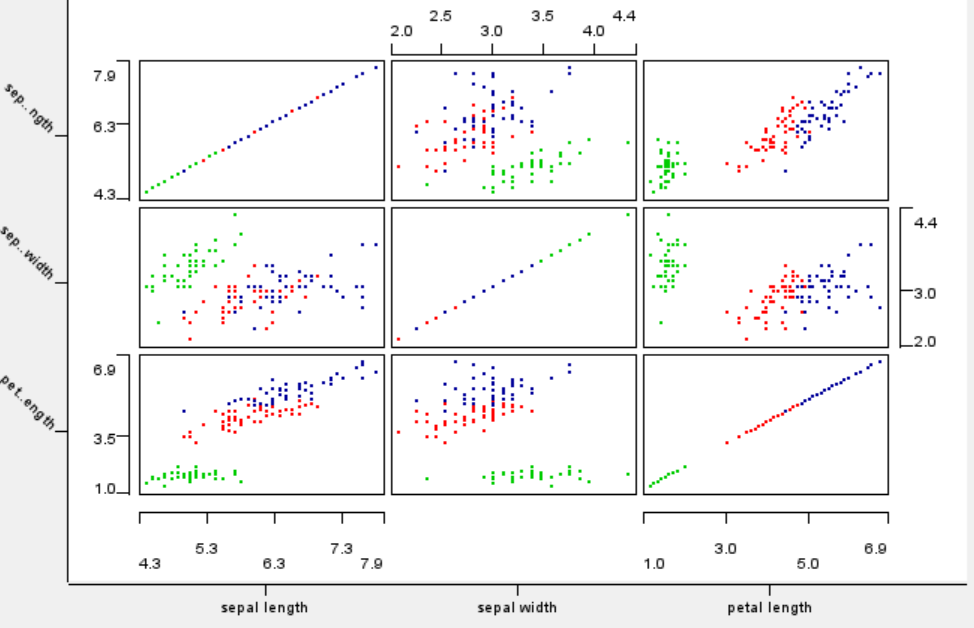 2.5 3.5 4.4
2.0 3.0 4.0
7.9
sep..ngth
6.3
4.3
4.4
sep..width
3.0
2.0
6.9
pet..ength
3.5
1.0
5.3 7.3 3.0
4.3 6.3 7.9 1.0 5.0 6.9
sepal length sepal width petal length